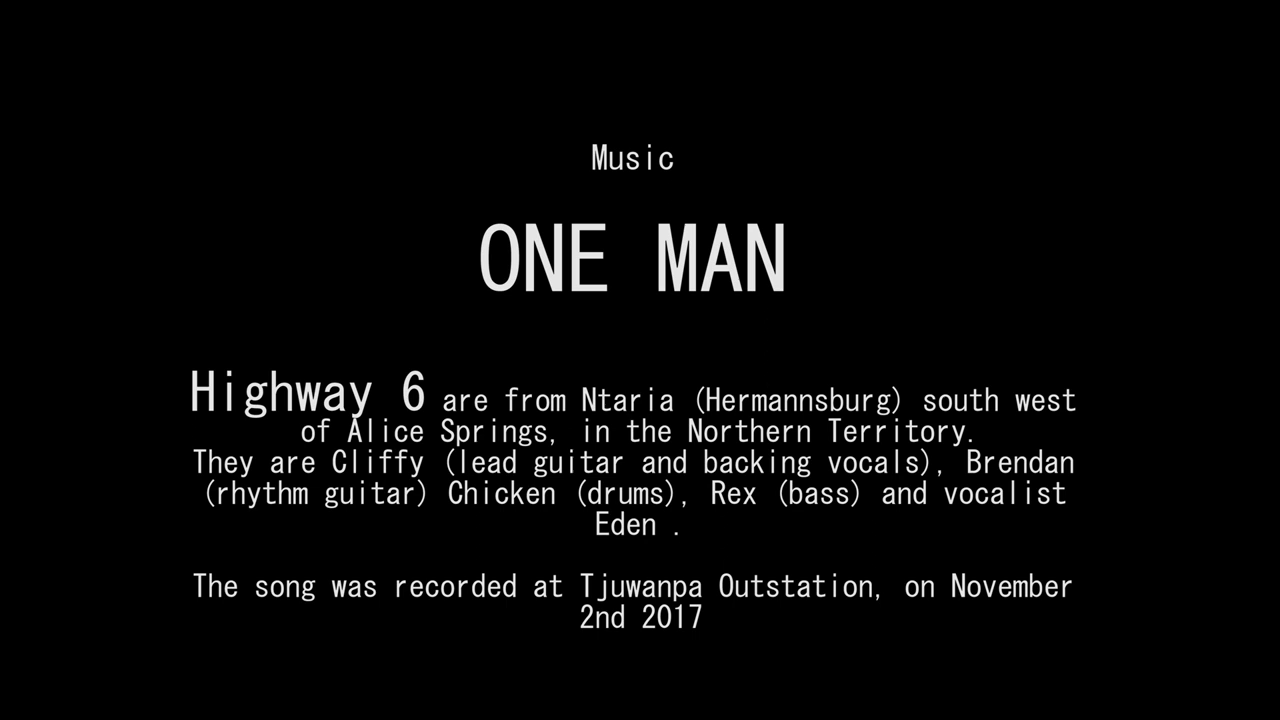 Music
ONE MAN
Highway 6 are from Ntaria (Hermannsburg) south west
of Alice Springs, in the Northern Territory.
They are Cliffy (lead guitar and backing vocals), Brendan
(rhythm guitar) Chicken (drums), Rex (bass) and vocalist
Eden .
The song was recorded at Tjuwanpa Outstation, on November
2nd 2017